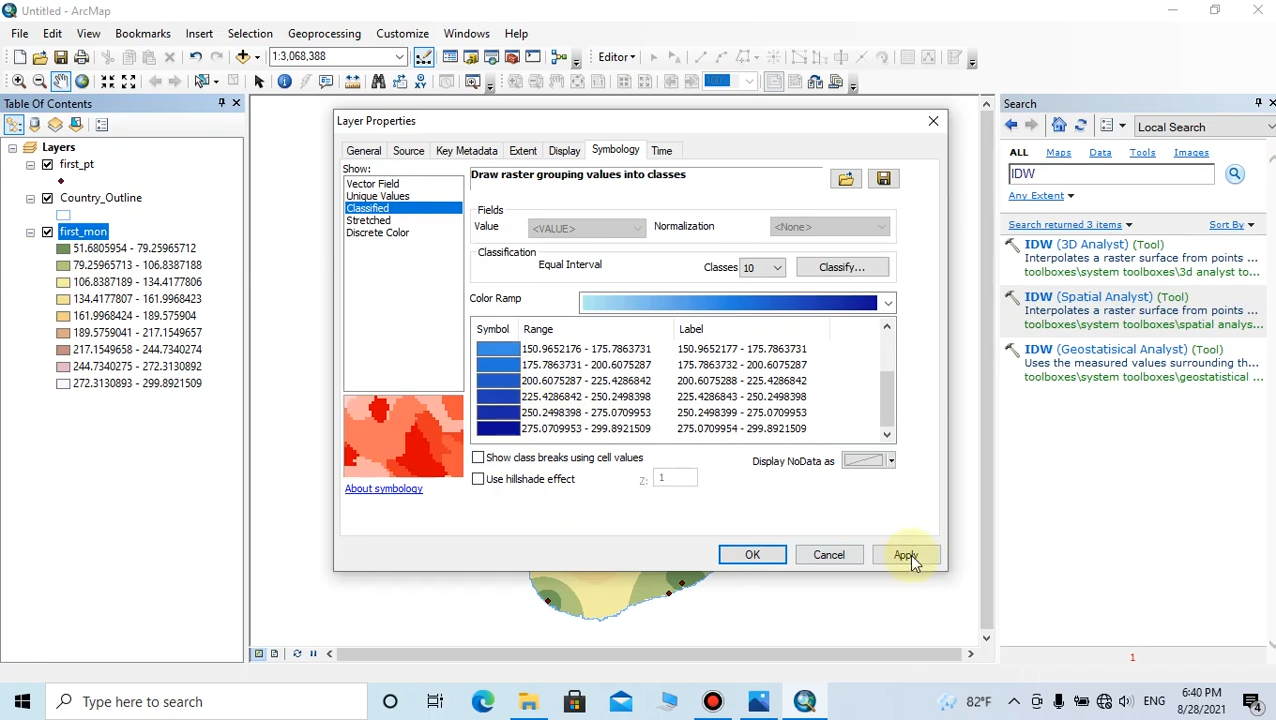 Untitled - ArcMap
File Edit View Bookmarks Insert Selection Geoprocessing Customize Windows Help
1:3,068,388
Editor
Table Of Contents
Layers
first_pt
Country_Outline
first_mon
51.6805954 - 79.25965712
79.25965713 - 106.8387188
106.8387189 - 134.4177806
134.4177807 - 161.9968423
161.9968424 - 189.575904
189.5759041 - 217.1549657
217.1549658 - 244.7340274
244.7340275 - 272.3130892
272.3130893 - 299.8921509
Layer Properties
General Source Key Metadata Extent Display Symbology Time
Show:
Vector Field
Unique Values
Classified
Stretched
Discrete Color
About symbology
Draw raster grouping values into classes
Fields
Value <VALUE> Normalization <None>
Classification
Equal Interval Classes 10 Classify...
Color Ramp
Symbol Range Label
150.9652176 - 175.7863731 150.9652177 - 175.7863731
175.7863731 - 200.6075287 175.7863732 - 200.6075287
200.6075287 - 225.4286842 200.6075288 - 225.4286842
225.4286842 - 250.2498398 225.4286843 - 250.2498398
250.2498398 - 275.0709953 250.2498399 - 275.0709953
275.0709953 - 299.8921509 275.0709954 - 299.8921509
Show class breaks using cell values Display NoData as
Use hillshade effect Z: 1
OK Cancel Apply
Search
Local Search
ALL Maps Data Tools Images
IDW
Any Extent
Search returned 3 items Sort By
IDW (3D Analyst) (Tool)
Interpolates a raster surface from points ...
toolboxes\system toolboxes\3d analyst to...
IDW (Spatial Analyst) (Tool)
Interpolates a raster surface from points ...
toolboxes\system toolboxes\spatial analys...
IDW (Geostatisical Analyst) (Tool)
Uses the measured values surrounding th...
toolboxes\system toolboxes\geostatistical ...
1
Type here to search
82°F
ENG
6:40 PM
8/28/2021
4